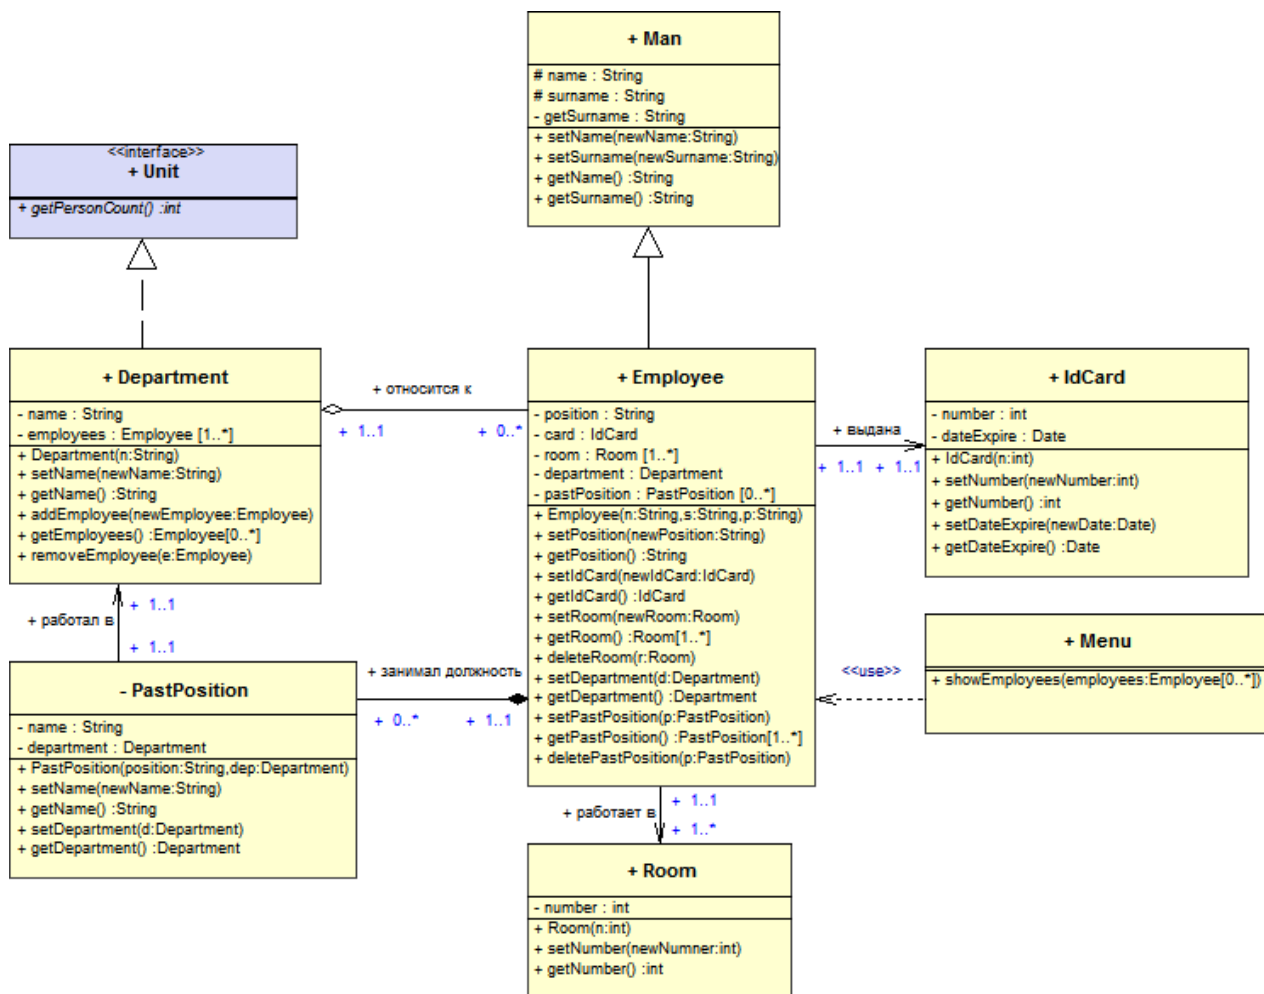 + Man
# name : String
# surname : String
- getSurname : String
+ setName(newName:String)
+ setSurname(newSurname:String)
+ getName() :String
+ getSurname() :String
<<interface>>
+ Unit
+ getPersonCount() :int
+ Department
- name : String
- employees : Employee [1..*]
+ Department(n:String)
+ setName(newName:String)
+ getName() :String
+ addEmployee(newEmployee:Employee)
+ getEmployees() :Employee[0..*]
+ removeEmployee(e:Employee)
+ относится к
+ 1..1
+ 0..*
+ Employee
- position : String
- card : IdCard
- room : Room [1..*]
- department : Department
- pastPosition : PastPosition [0..*]
+ Employee(n:String,s:String,p:String)
+ setPosition(newPosition:String)
+ getPosition() :String
+ setIdCard(newIdCard:IdCard)
+ getIdCard() :IdCard
+ setRoom(newRoom:Room)
+ getRoom() :Room[1..*]
+ deleteRoom(r:Room)
+ setDepartment(d:Department)
+ getDepartment() :Department
+ setPastPosition(p:PastPosition)
+ getPastPosition() :PastPosition[1..*]
+ deletePastPosition(p:PastPosition)
+ выдана
+ 1..1 + 1..1
+ IdCard
- number : int
- dateExpire : Date
+ IdCard(n:int)
+ setNumber(newNumber:int)
+ getNumber() :int
+ setDateExpire(newDate:Date)
+ getDateExpire() :Date
+ 1..1
+ работал в
+ 1..1
- PastPosition
- name : String
- department : Department
+ PastPosition(position:String,dep:Department)
+ setName(newName:String)
+ getName() :String
+ setDepartment(d:Department)
+ getDepartment() :Department
+ занимал должность
+ 0..*
+ 1..1
<<use>>
+ Menu
+ showEmployees(employees:Employee[0..*])
+ 1..1
+ работает в
+ 1..*
+ Room
- number : int
+ Room(n:int)
+ setNumber(newNumner:int)
+ getNumber() :int